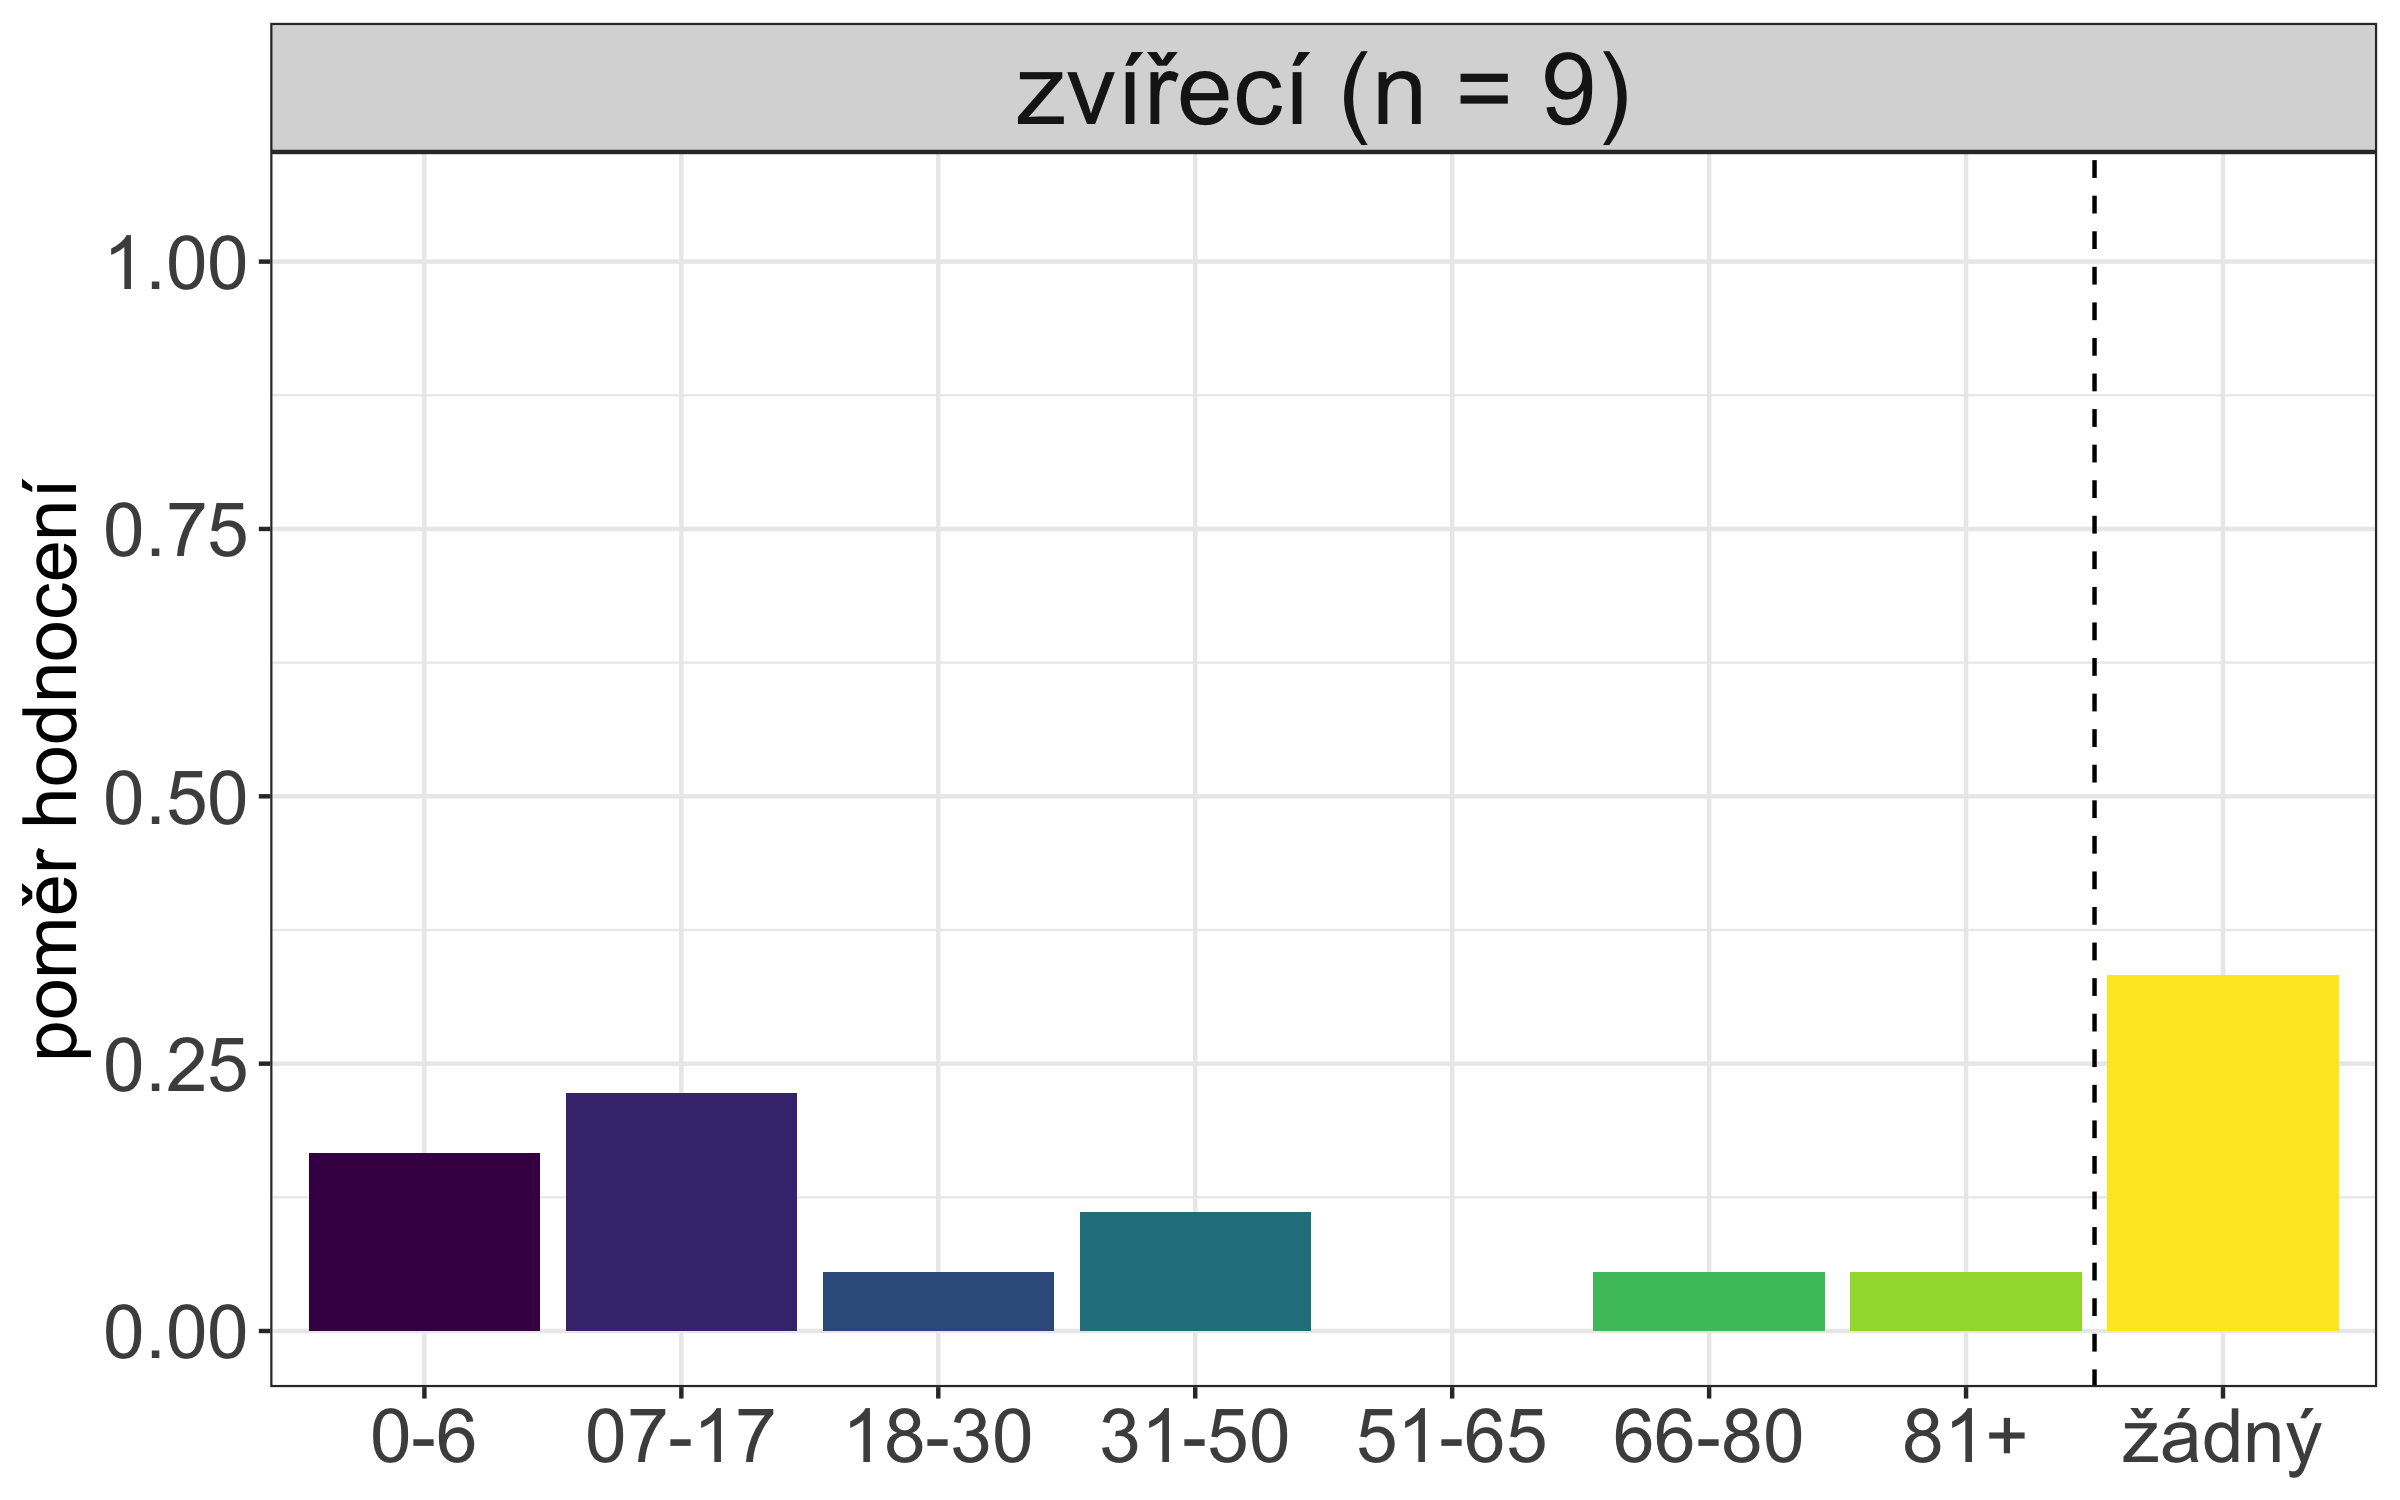 zvířecí (n = 9)
poměr hodnocení
1.00
0.75
0.50
0.25
0.00
0-6 07-17 18-30 31-50 51-65 66-80 81+ žádný